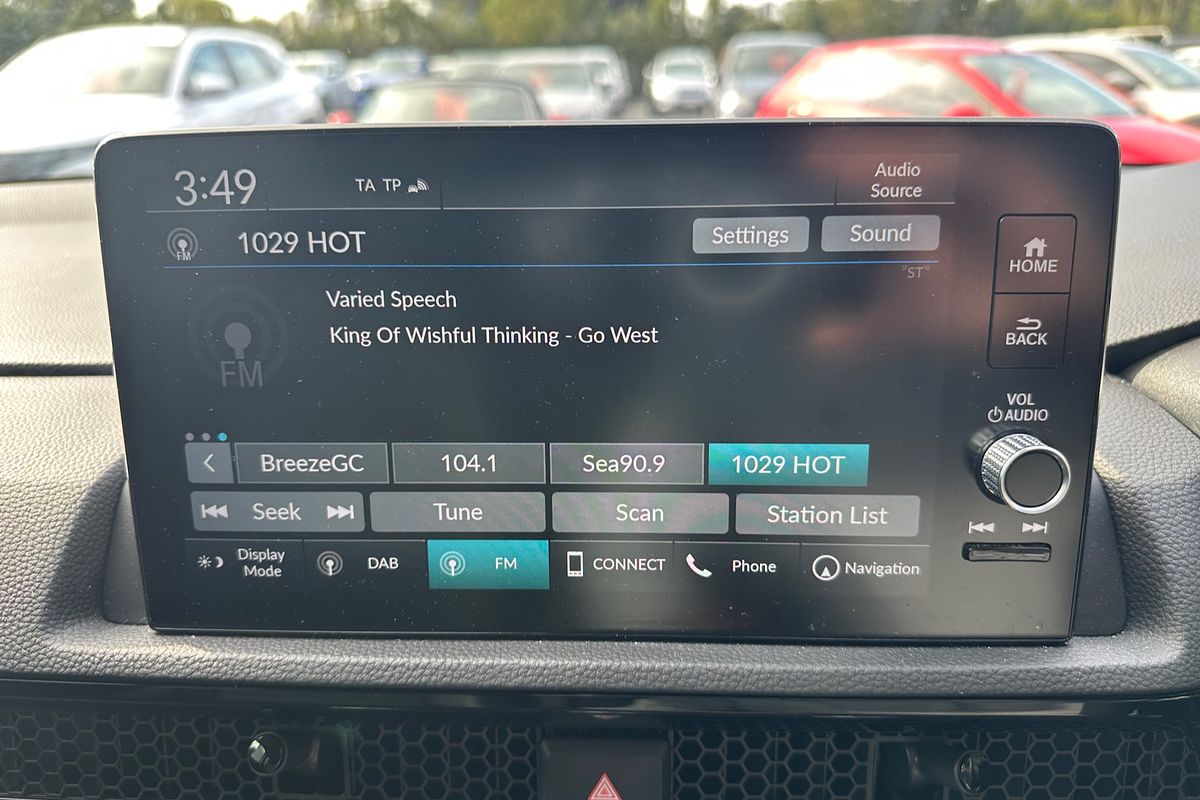 3:49
TA TP
Audio
Source
FM
1029 HOT
Settings
Sound
"ST"
HOME
BACK
Varied Speech
King Of Wishful Thinking - Go West
FM
VOL
AUDIO
BreezeGC
104.1
Sea90.9
1029 HOT
Seek
Tune
Scan
Station List
Display
Mode
DAB
FM
CONNECT
Phone
Navigation